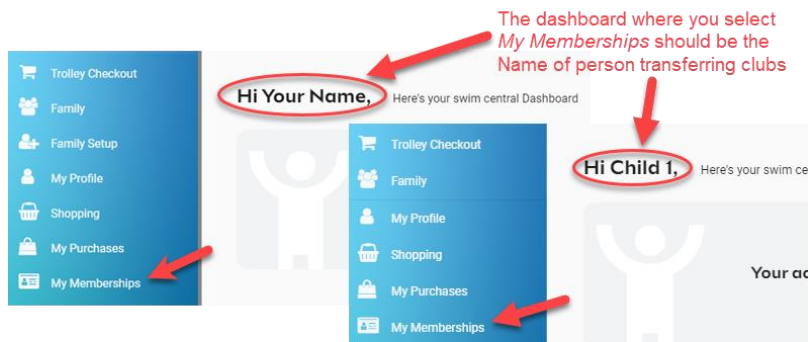 The dashboard where you select
My Memberships should be the
Name of person transferring clubs
Trolley Checkout
Family
Family Setup
My Profile
Shopping
My Purchases
My Memberships
Hi Your Name, Here's your swim central Dashboard
Trolley Checkout
Family
My Profile
Shopping
My Purchases
My Memberships
Hi Child 1, Here's your swim ce
Your ac